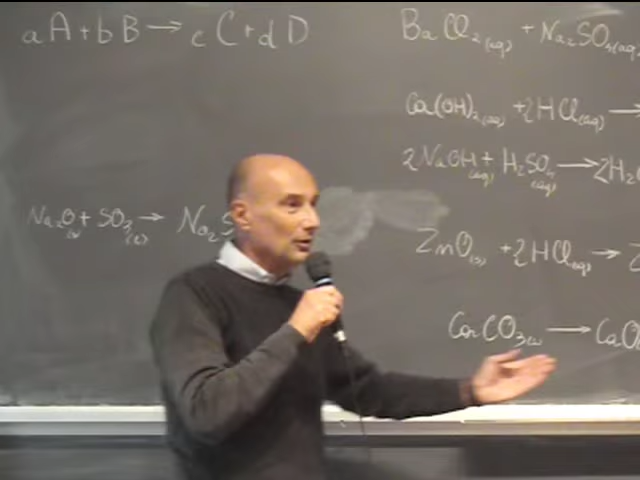 aA + bB → cC + dD
BaCl₂(aq) + Na₂SO₄(aq)
Ca(OH)₂(aq) + 2HCl(aq) →
2NaOH(aq) + H₂SO₄(aq) → 2H₂
Na₂O(s) + SO₃ → Na₂S
ZnO(s) + 2HCl(aq) →
CaCO₃(s) → CaO